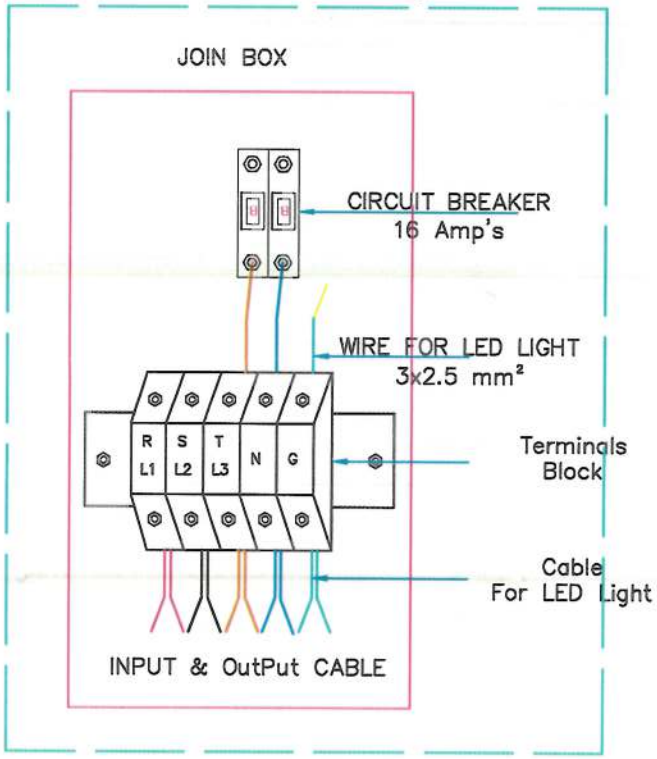 JOIN BOX
CIRCUIT BREAKER
16 Amp's
WIRE FOR LED LIGHT
3x2.5 mm²
R S T
L1 L2 L3 N G
Terminals
Block
Cable
For LED Light
INPUT & OutPut CABLE